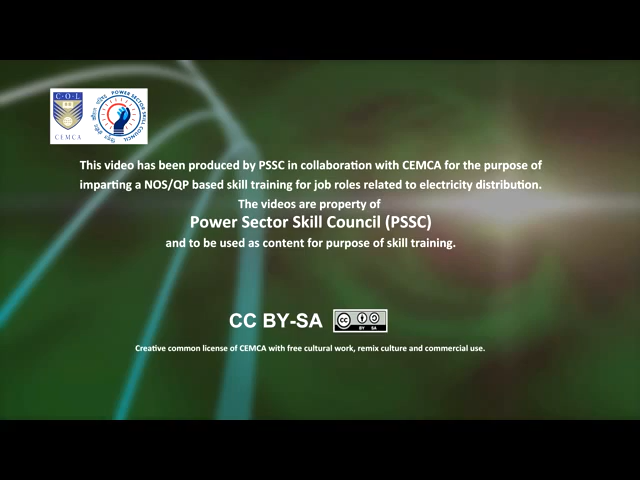 C.O.L
CEMCA
POWER SECTOR SKILL COUNCIL
This video has been produced by PSSC in collaboration with CEMCA for the purpose of
imparting a NOS/QP based skill training for job roles related to electricity distribution.
The videos are property of
Power Sector Skill Council (PSSC)
and to be used as content for purpose of skill training.
CC BY-SA
cc
BY SA
Creative common license of CEMCA with free cultural work, remix culture and commercial use.